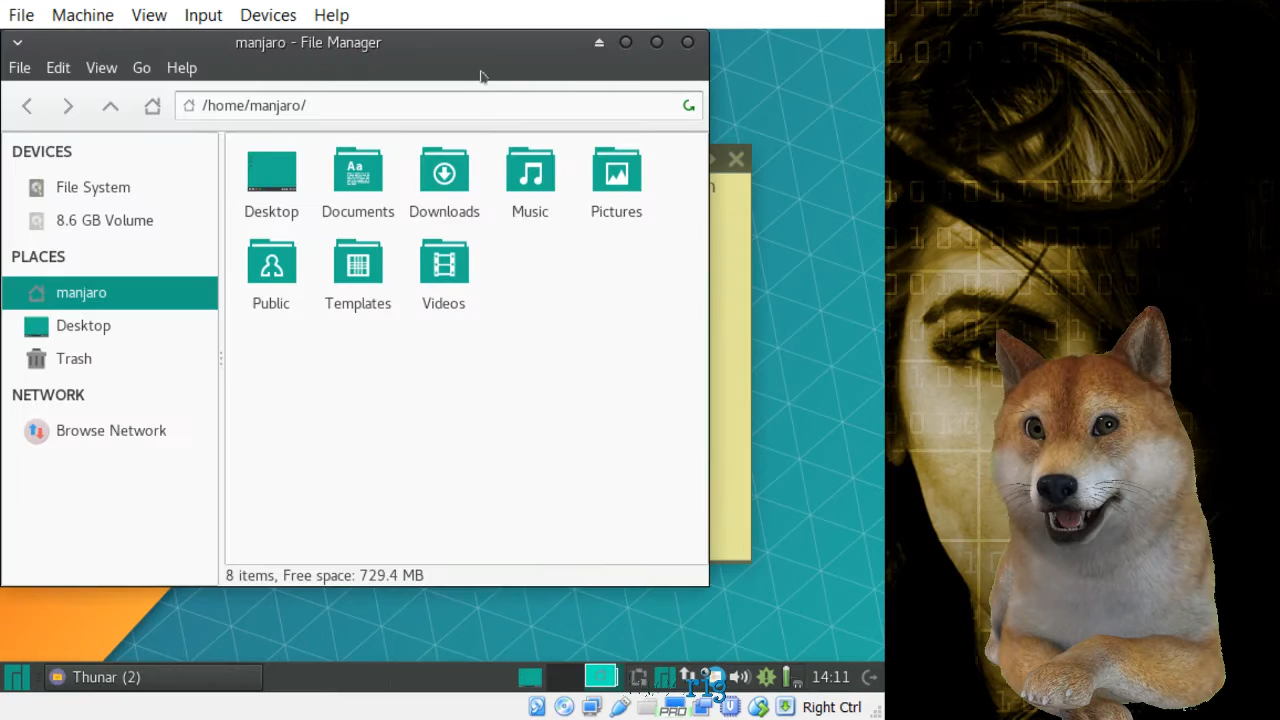 File Machine View Input Devices Help
manjaro - File Manager
File Edit View Go Help
/home/manjaro/
DEVICES
File System
8.6 GB Volume
PLACES
manjaro
Desktop
Trash
NETWORK
Browse Network
Desktop Documents Downloads Music Pictures
Public Templates Videos
8 items, Free space: 729.4 MB
Thunar (2)
14:11
Right Ctrl